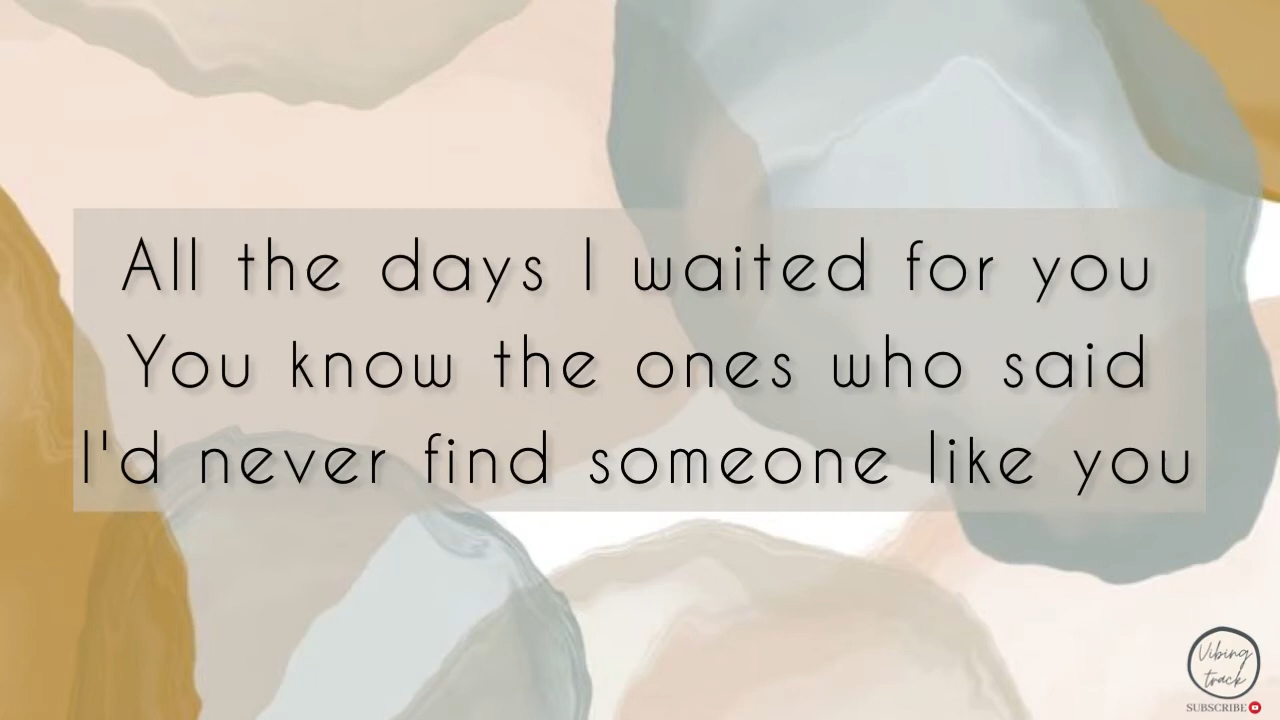 All the days I waited for you
You know the ones who said
I'd never find someone like you
Vibing
track
SUBSCRIBE